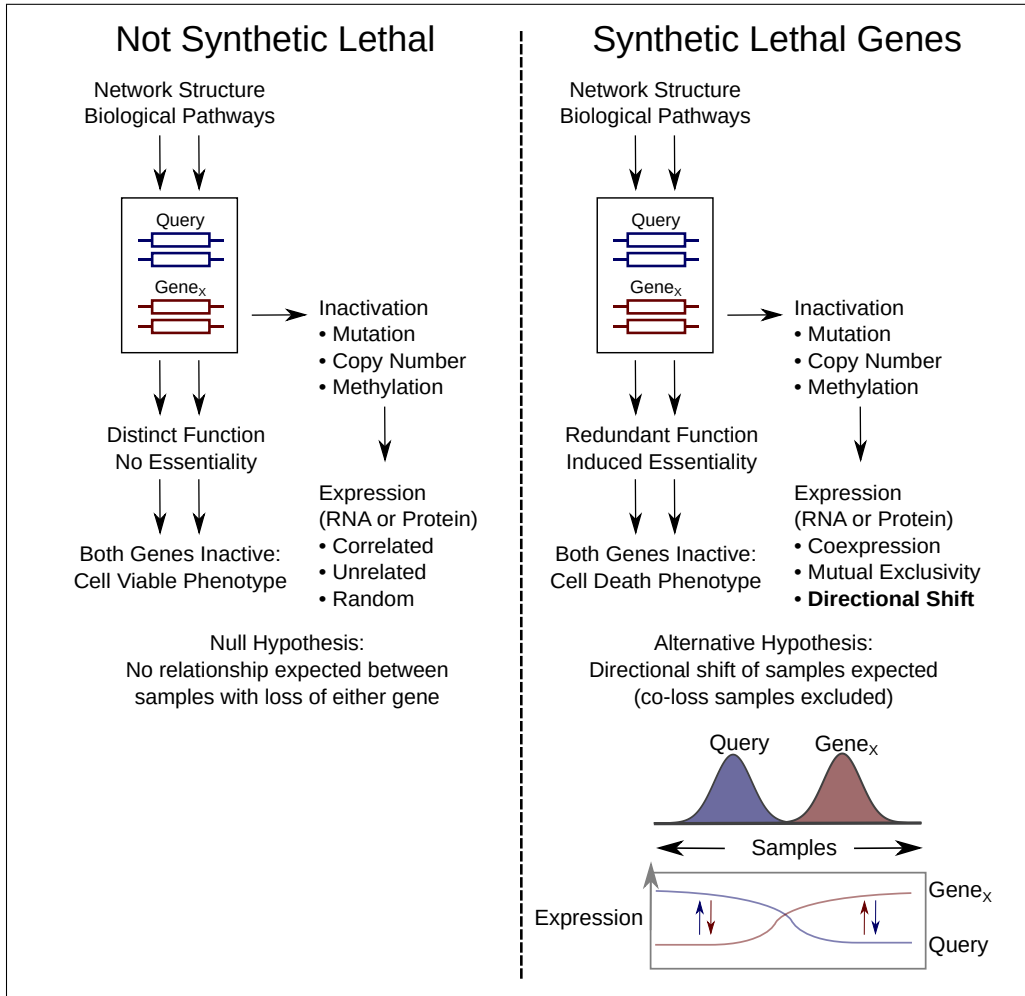 Not Synthetic Lethal
Network Structure
Biological Pathways
Query
Geneₓ
Inactivation
• Mutation
• Copy Number
• Methylation
Distinct Function
No Essentiality
Expression
(RNA or Protein)
• Correlated
• Unrelated
• Random
Both Genes Inactive:
Cell Viable Phenotype
Null Hypothesis:
No relationship expected between
samples with loss of either gene
Synthetic Lethal Genes
Network Structure
Biological Pathways
Query
Geneₓ
Inactivation
• Mutation
• Copy Number
• Methylation
Redundant Function
Induced Essentiality
Expression
(RNA or Protein)
• Coexpression
• Mutual Exclusivity
• Directional Shift
Both Genes Inactive:
Cell Death Phenotype
Alternative Hypothesis:
Directional shift of samples expected
(co-loss samples excluded)
Query
Geneₓ
Samples
Expression
Geneₓ
Query